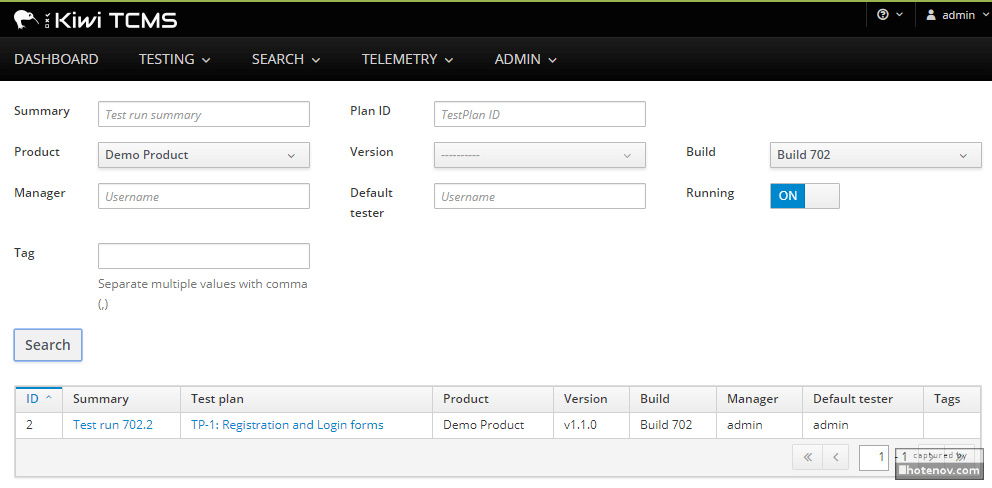 Kiwi TCMS
admin
DASHBOARD TESTING SEARCH TELEMETRY ADMIN
Summary Test run summary Plan ID TestPlan ID
Product Demo Product Version ---------- Build Build 702
Manager Username Default tester Username Running ON
Tag
Separate multiple values with comma
(,)
Search
ID Summary Test plan Product Version Build Manager Default tester Tags
2 Test run 702.2 TP-1: Registration and Login forms Demo Product v1.1.0 Build 702 admin admin
« < 1 - 1 > »
captured by
hotenov.com